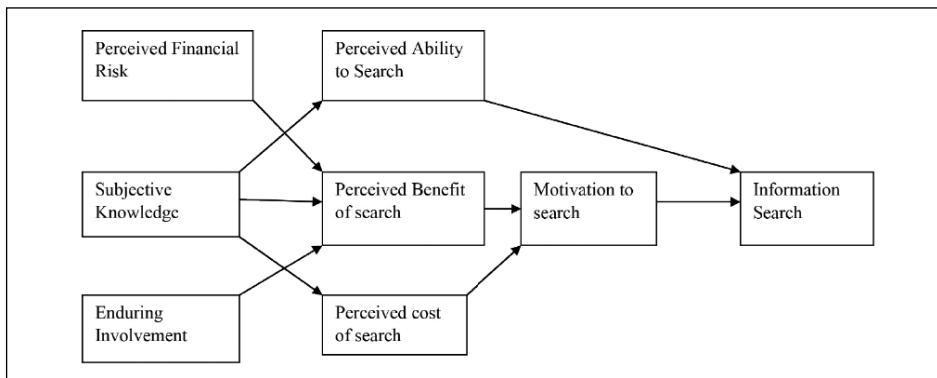 Perceived Financial
Risk
Perceived Ability
to Search
Subjective
Knowledge
Perceived Benefit
of search
Motivation to
search
Information
Search
Enduring
Involvement
Perceived cost
of search